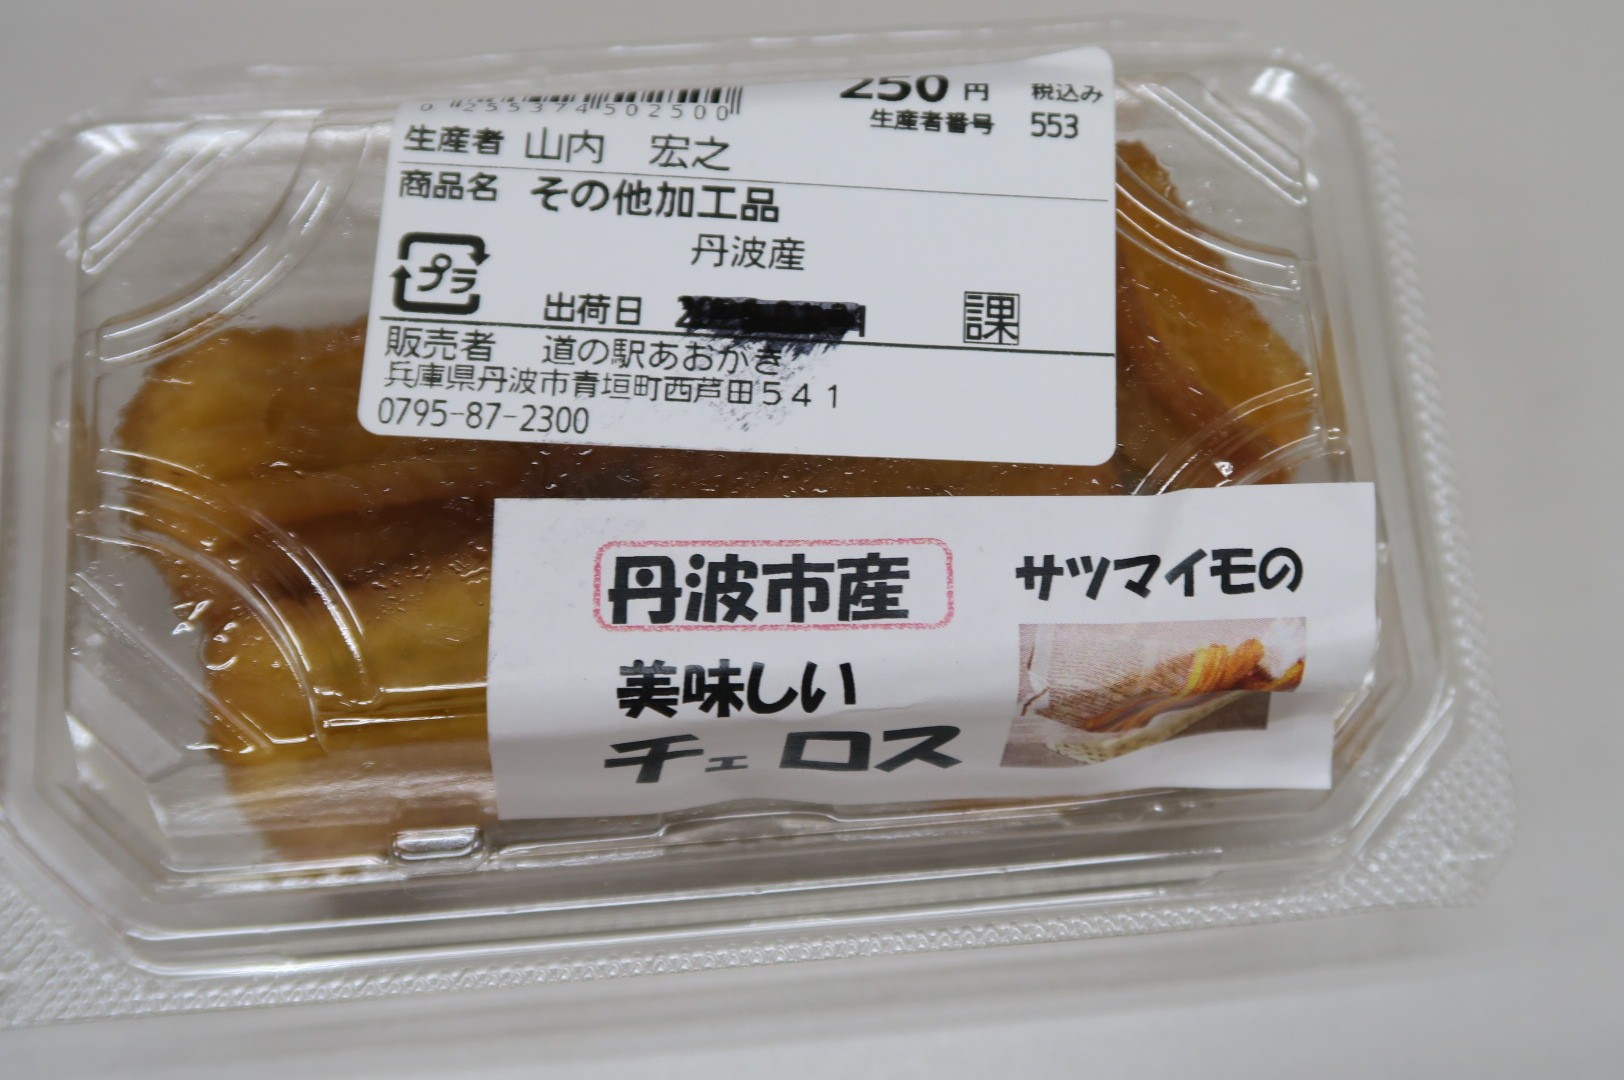 0 255374 502500
250円 税込み
生産者番号 553
生産者 山内 宏之
商品名 その他加工品
丹波産
プラ
出荷日
課
販売者 道の駅あおがき
兵庫県丹波市青垣町西芦田541
0795-87-2300
丹波市産
サツマイモの
美味しい
チェロス